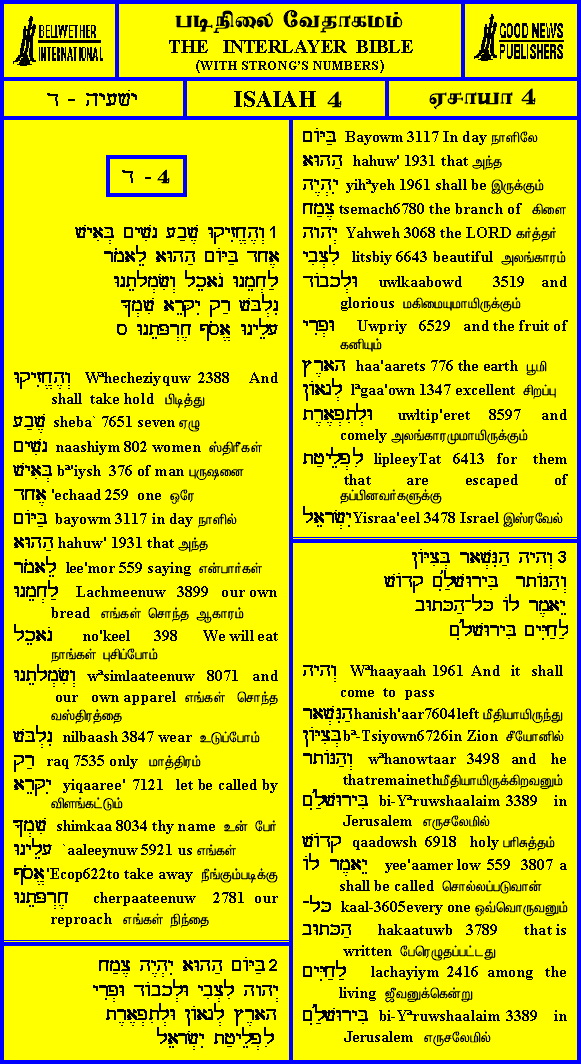 BELLWETHER
INTERNATIONAL
படிநிலை வேதாகமம்
THE INTERLAYER BIBLE
(WITH STRONG'S NUMBERS)
GOOD NEWS
PUBLISHERS
ישעיה - ד
ISAIAH 4
ஏசாயா 4
ד - 4
1 וְהֶחֱזִיקוּ שֶׁבַע נָשִׁים בְּאִישׁ
אֶחָד בַּיּוֹם הַהוּא לֵאמֹר
לַחְמֵנוּ נֹאכֵל וְשִׂמְלָתֵנוּ
נִלְבָּשׁ רַק יִקָּרֵא שִׁמְךָ
עָלֵינוּ אֱסֹף חֶרְפָּתֵנוּ ס
וְהֶחֱזִיקוּ Wªhecheziyquw 2388 And
shall take hold பிடித்து
שֶׁבַע sheba` 7651 seven ஏழு
נָשִׁים naashiym 802 women ஸ்திரீகள்
בְּאִישׁ bª'iysh 376 of man புருஷனை
אֶחָד 'echaad 259 one ஒரே
בַּיּוֹם bayowm 3117 in day நாளில்
הַהוּא hahuw' 1931 that அந்த
לֵאמֹר lee'mor 559 saying என்பார்கள்
לַחְמֵנוּ Lachmeenuw 3899 our own
bread எங்கள் சொந்த ஆகாரம்
נֹאכֵל no'keel 398 We will eat
நாங்கள் புசிப்போம்
וְשִׂמְלָתֵנוּ wªsimlaateenuw 8071 and
our own apparel எங்கள் சொந்த
வஸ்திரத்தை
נִלְבָּשׁ nilbaash 3847 wear உடுப்போம்
רַק raq 7535 only மாத்திரம்
יִקָּרֵא yiqaaree' 7121 let be called by
விளங்கட்டும்
שִׁמְךָ shimkaa 8034 thy name உன் பேர்
עָלֵינוּ `aaleeynuw 5921 us எங்கள்
אֱסֹף 'Ecop622to take away நீங்கும்படிக்கு
חֶרְפָּתֵנוּ cherpaateenuw 2781 our
reproach எங்கள் நிந்தை
2 בַּיּוֹם הַהוּא יִהְיֶה צֶמַח
יְהוָה לִצְבִי וּלְכָבוֹד וּפְרִי
הָאָרֶץ לְגָאוֹן וּלְתִפְאֶרֶת
לִפְלֵיטַת יִשְׂרָאֵל
בַּיּוֹם Bayowm 3117 In day நாளிலே
הַהוּא hahuw' 1931 that அந்த
יִהְיֶה yihªyeh 1961 shall be இருக்கும்
צֶמַח tsemach6780 the branch of கிளை
יְהוָה Yahweh 3068 the LORD கர்த்தர்
לִצְבִי litsbiy 6643 beautiful அலங்காரம்
וּלְכָבוֹד uwlkaabowd 3519 and
glorious மகிமையுமாயிருக்கும்
וּפְרִי Uwpriy 6529 and the fruit of
கனியும்
הָאָרֶץ haa'aarets 776 the earth பூமி
לְגָאוֹן lªgaa'own 1347 excellent சிறப்பு
וּלְתִפְאֶרֶת uwltip'eret 8597 and
comely அலங்காரமுமாயிருக்கும்
לִפְלֵיטַת lipleeyTat 6413 for them
that are escaped of
தப்பினவர்களுக்கு
יִשְׂרָאֵל Yisraa'eel 3478 Israel இஸ்ரவேல்
3 וְהָיָה הַנִּשְׁאָר בְּצִיּוֹן
וְהַנּוֹתָר בִּירוּשָׁלִַם קָדוֹשׁ
יֵאָמֶר לוֹ כָּל-הַכָּתוּב
לַחַיִּים בִּירוּשָׁלִָם
וְהָיָה Wªhaayaah 1961 And it shall
come to pass
הַנִּשְׁאָר hanish'aar7604left மீதியாயிருந்து
בְּצִיּוֹן bª-Tsiyown6726in Zion சீயோனில்
וְהַנּוֹתָר wªhanowtaar 3498 and he
thatremainethமீதியாயிருக்கிறவனும்
בִּירוּשָׁלִַם bi-Yªruwshaalaim 3389 in
Jerusalem எருசலேமில்
קָדוֹשׁ qaadowsh 6918 holy பரிசுத்தம்
יֵאָמֶר לוֹ yee'aamer low 559 3807 a
shall be called சொல்லப்படுவான்
כָּל- kaal-3605every one ஒவ்வொருவனும்
הַכָּתוּב hakaatuwb 3789 that is
written பேரெழுதப்பட்டது
לַחַיִּים lachayiym 2416 among the
living ஜீவனுக்கென்று
בִּירוּשָׁלִָם bi-Yªruwshaalaim 3389 in
Jerusalem எருசலேமில்